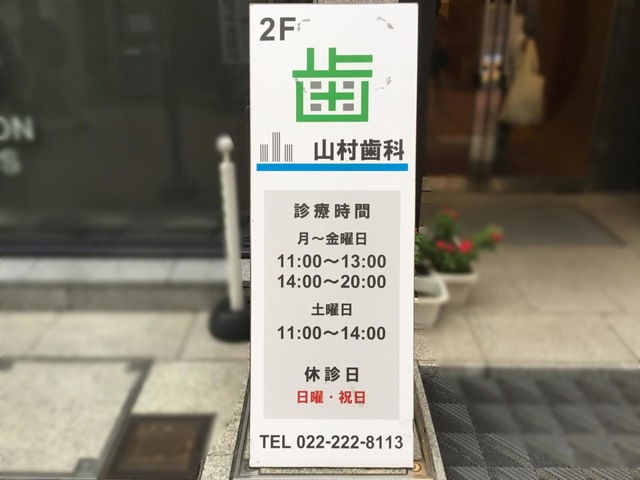 2F
歯
山村歯科
診療時間
月～金曜日
11:00～13:00
14:00～20:00
土曜日
11:00～14:00
休診日
日曜・祝日
TEL 022-222-8113
ON
S